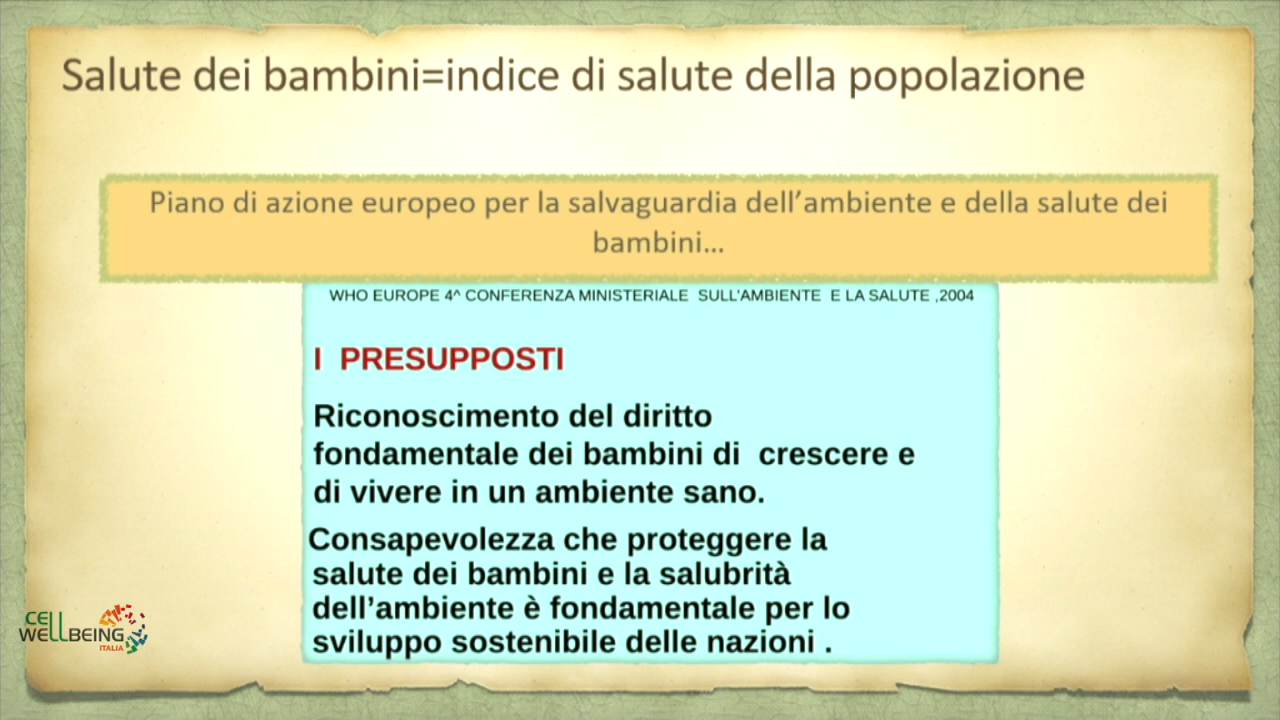 Salute dei bambini=indice di salute della popolazione
Piano di azione europeo per la salvaguardia dell’ambiente e della salute dei
bambini...
WHO EUROPE 4^ CONFERENZA MINISTERIALE SULL'AMBIENTE E LA SALUTE ,2004
I PRESUPPOSTI
Riconoscimento del diritto
fondamentale dei bambini di crescere e
di vivere in un ambiente sano.
Consapevolezza che proteggere la
salute dei bambini e la salubrità
dell’ambiente è fondamentale per lo
sviluppo sostenibile delle nazioni .
CELL
WELLBEING
ITALIA